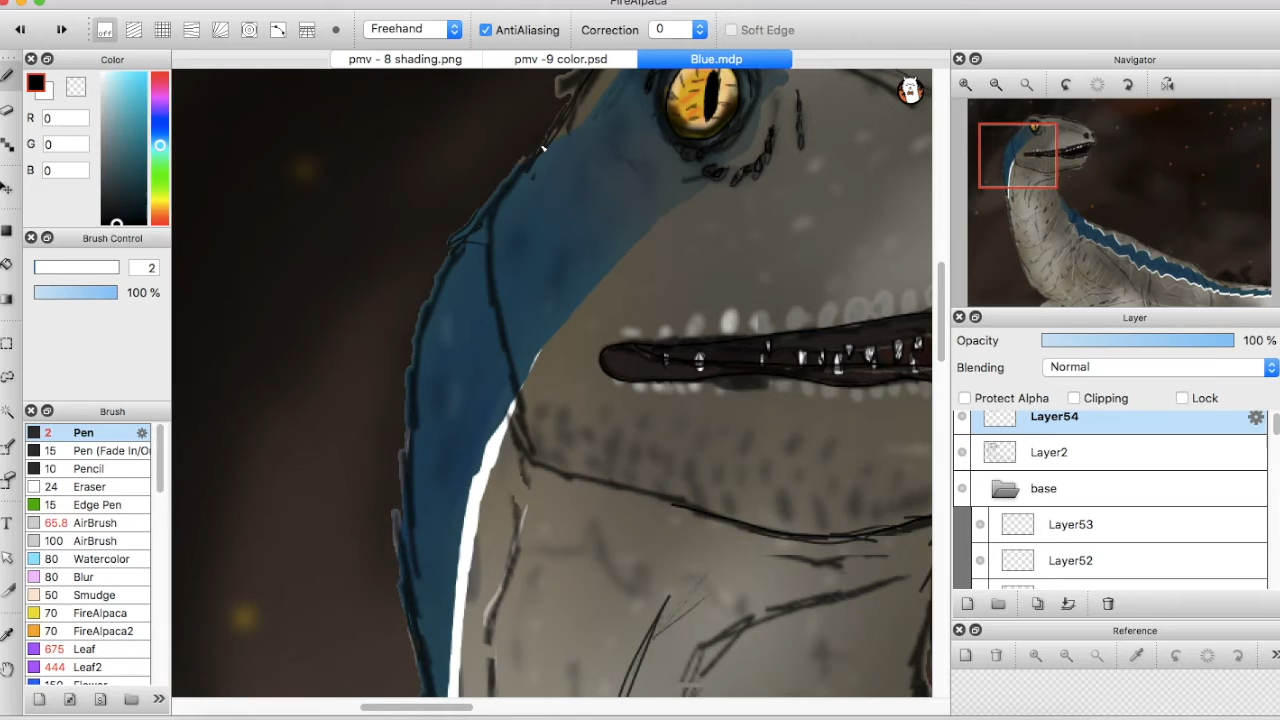 FireAlpaca
off
Freehand
AntiAliasing
Correction
0
Soft Edge
Color
pmv - 8 shading.png
pmv -9 color.psd
Blue.mdp
Navigator
R 0
G 0
B 0
Brush Control
2
100 %
Layer
Opacity 100 %
Blending Normal
Protect Alpha Clipping Lock
Layer54
Layer2
base
Layer53
Layer52
Brush
2 Pen
15 Pen (Fade In/O
10 Pencil
24 Eraser
15 Edge Pen
65.8 AirBrush
100 AirBrush
80 Watercolor
80 Blur
50 Smudge
70 FireAlpaca
70 FireAlpaca2
675 Leaf
444 Leaf2
Reference